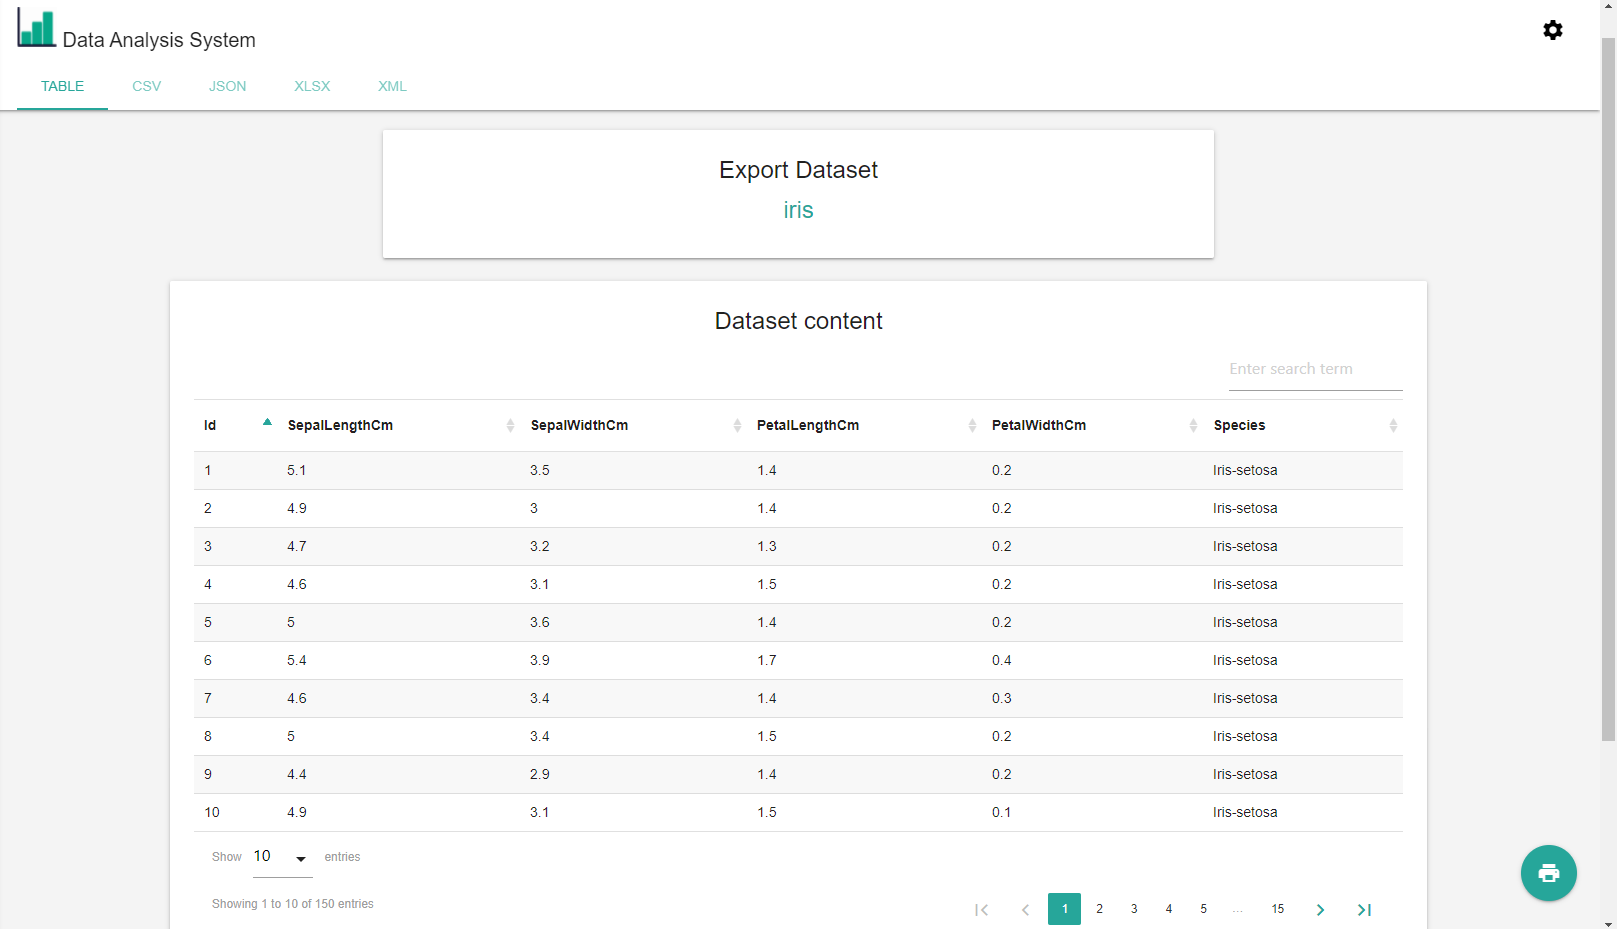 Data Analysis System
TABLE CSV JSON XLSX XML
Export Dataset
iris
Dataset content
Enter search term
Id SepalLengthCm SepalWidthCm PetalLengthCm PetalWidthCm Species
1 5.1 3.5 1.4 0.2 Iris-setosa
2 4.9 3 1.4 0.2 Iris-setosa
3 4.7 3.2 1.3 0.2 Iris-setosa
4 4.6 3.1 1.5 0.2 Iris-setosa
5 5 3.6 1.4 0.2 Iris-setosa
6 5.4 3.9 1.7 0.4 Iris-setosa
7 4.6 3.4 1.4 0.3 Iris-setosa
8 5 3.4 1.5 0.2 Iris-setosa
9 4.4 2.9 1.4 0.2 Iris-setosa
10 4.9 3.1 1.5 0.1 Iris-setosa
Show 10 entries
Showing 1 to 10 of 150 entries
1 2 3 4 5 ... 15